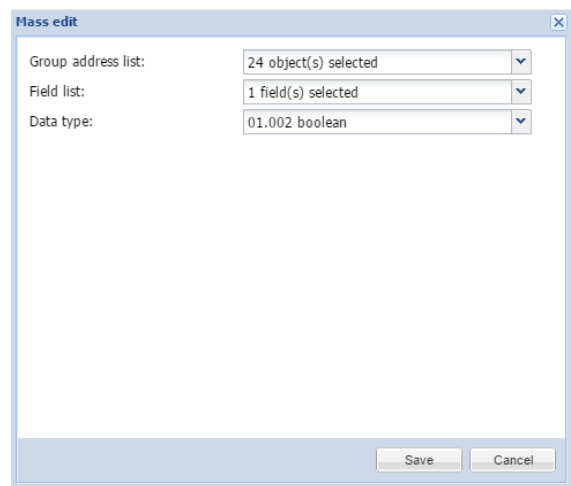 Mass edit
Group address list: 24 object(s) selected
Field list: 1 field(s) selected
Data type: 01.002 boolean
Save Cancel